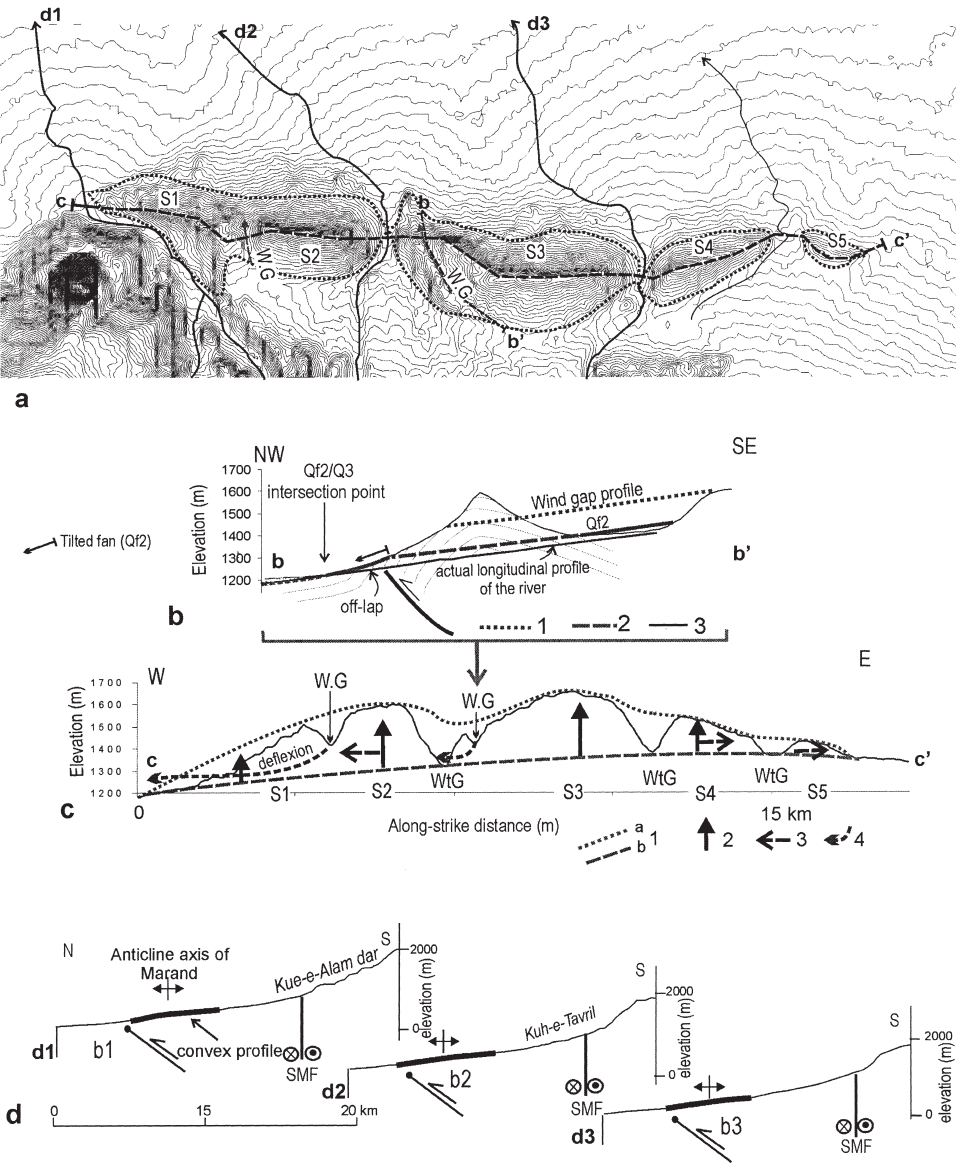 d1
d2
d3
c
S1
b
W.G
S2
W.G
S3
S4
S5
c'
b'
a
NW
SE
Qf2/Q3
intersection point
Elevation (m)
1700
1600
1500
1400
1300
1200
Wind gap profile
Qf2
Tilted fan (Qf2)
b
b'
off-lap
actual longitudinal profile
of the river
b
1
2
3
W
E
Elevation (m)
1700
1600
1500
1400
1300
1200
W.G
W.G
c
deflexion
c'
WtG
WtG
WtG
S1
S2
S3
S4
S5
c
0
15 km
Along-strike distance (m)
a
b
1
2
3
4
N
Anticline axis of
Marand
Kue-e-Alam dar
S
2000
0
elevation (m)
d1
b1
convex profile
SMF
S
2000
0
elevation (m)
Kuh-e-Tavril
d2
b2
SMF
S
2000
0
elevation (m)
d3
b3
SMF
d
0
15
20 km